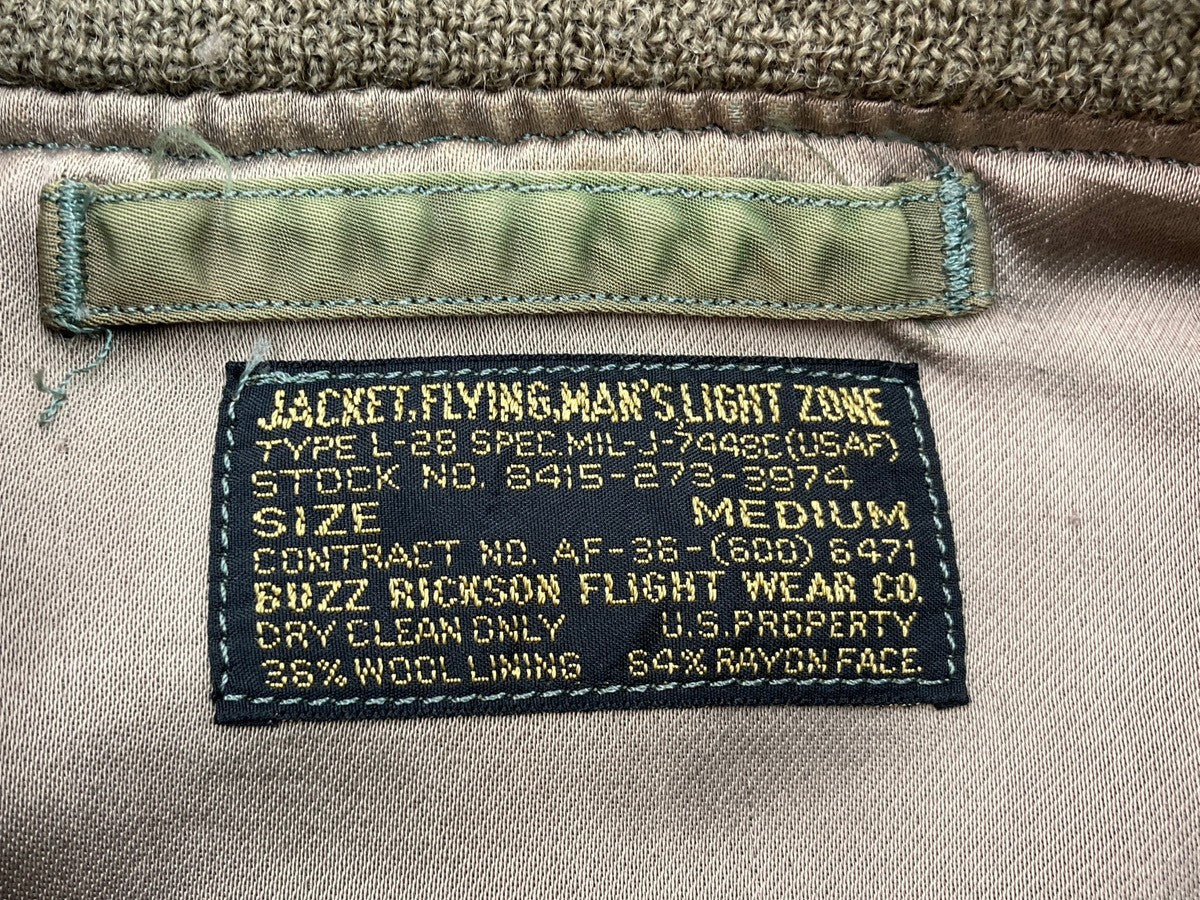 JACKET, FLYING, MAN'S, LIGHT ZONE
TYPE L-2B SPEC. MIL-J-7448C (USAF)
STOCK NO. 8415-273-3974
SIZE MEDIUM
CONTRACT NO. AF-36-(600) 6471
BUZZ RICKSON FLIGHT WEAR CO.
DRY CLEAN ONLY U.S. PROPERTY
36% WOOL LINING 64% RAYON FACE.